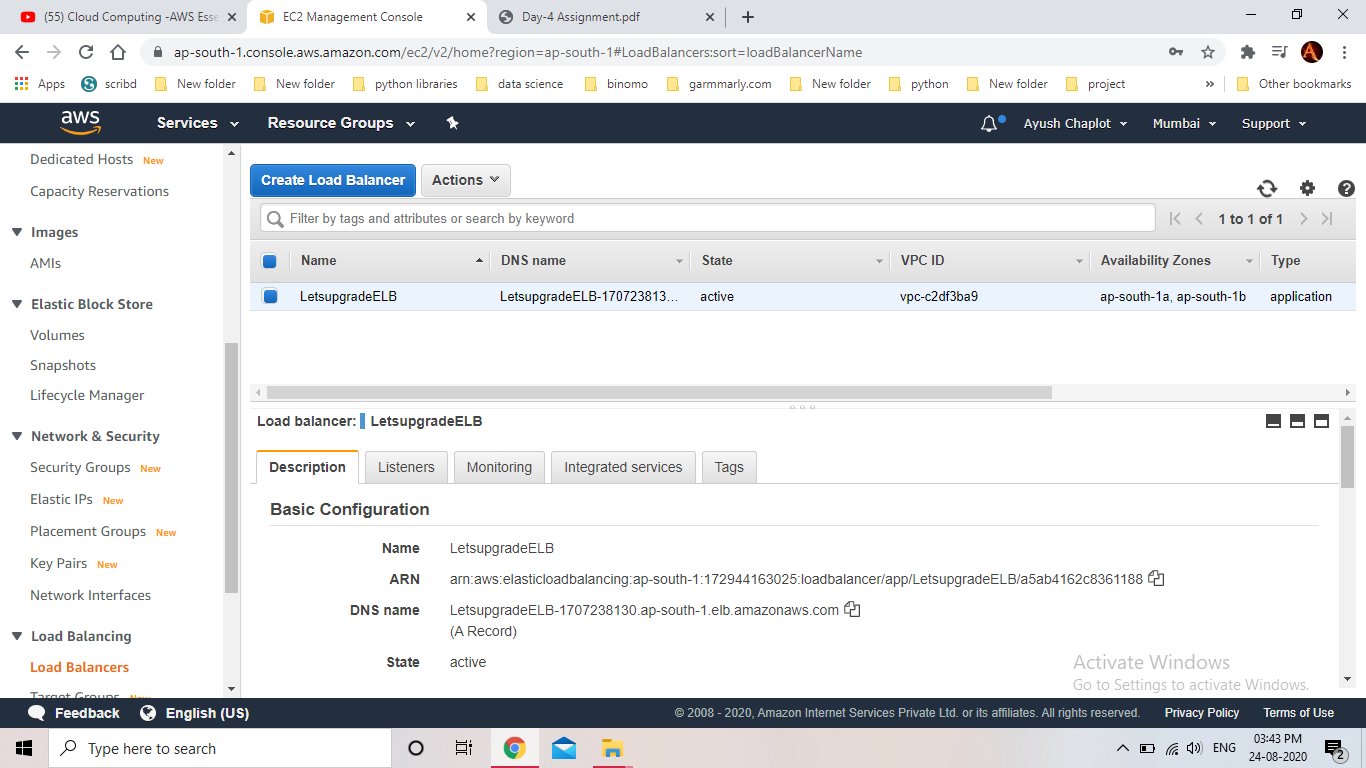 (55) Cloud Computing -AWS Esse
EC2 Management Console
Day-4 Assignment.pdf
ap-south-1.console.aws.amazon.com/ec2/v2/home?region=ap-south-1#LoadBalancers:sort=loadBalancerName
Apps scribd New folder New folder python libraries data science binomo garmmarly.com New folder python New folder project » Other bookmarks
aws Services Resource Groups Ayush Chaplot Mumbai Support
Dedicated Hosts New
Capacity Reservations
Images
AMIs
Elastic Block Store
Volumes
Snapshots
Lifecycle Manager
Network & Security
Security Groups New
Elastic IPs New
Placement Groups New
Key Pairs New
Network Interfaces
Load Balancing
Load Balancers
Target Groups New
Create Load Balancer Actions
Filter by tags and attributes or search by keyword 1 to 1 of 1
Name DNS name State VPC ID Availability Zones Type
LetsupgradeELB LetsupgradeELB-170723813... active vpc-c2df3ba9 ap-south-1a, ap-south-1b application
Load balancer: LetsupgradeELB
Description Listeners Monitoring Integrated services Tags
Basic Configuration
Name LetsupgradeELB
ARN arn:aws:elasticloadbalancing:ap-south-1:172944163025:loadbalancer/app/LetsupgradeELB/a5ab4162c8361188
DNS name LetsupgradeELB-1707238130.ap-south-1.elb.amazonaws.com
(A Record)
State active
Activate Windows
Go to Settings to activate Windows.
Feedback English (US) © 2008 - 2020, Amazon Internet Services Private Ltd. or its affiliates. All rights reserved. Privacy Policy Terms of Use
Type here to search
ENG
03:43 PM
24-08-2020
2